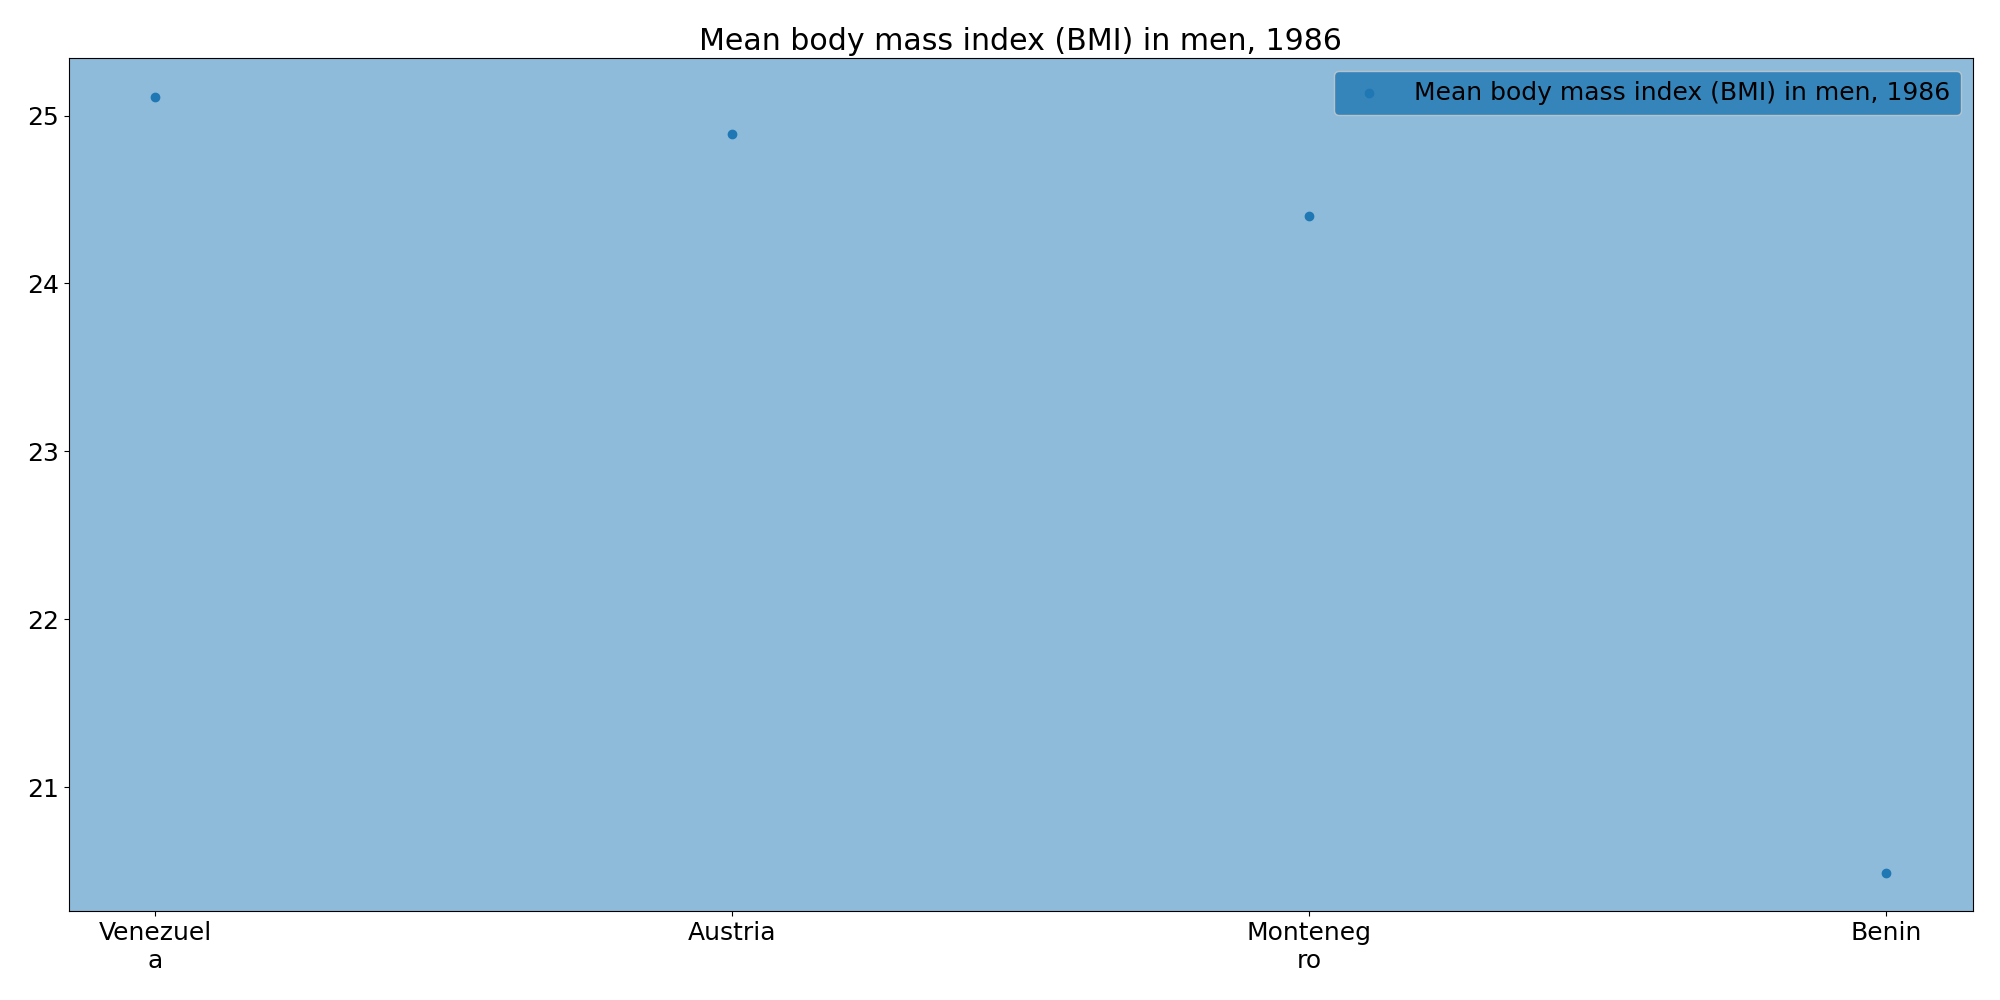 Mean body mass index (BMI) in men, 1986
Mean body mass index (BMI) in men, 1986
25
24
23
22
21
Venezuel
a
Austria
Monteneg
ro
Benin